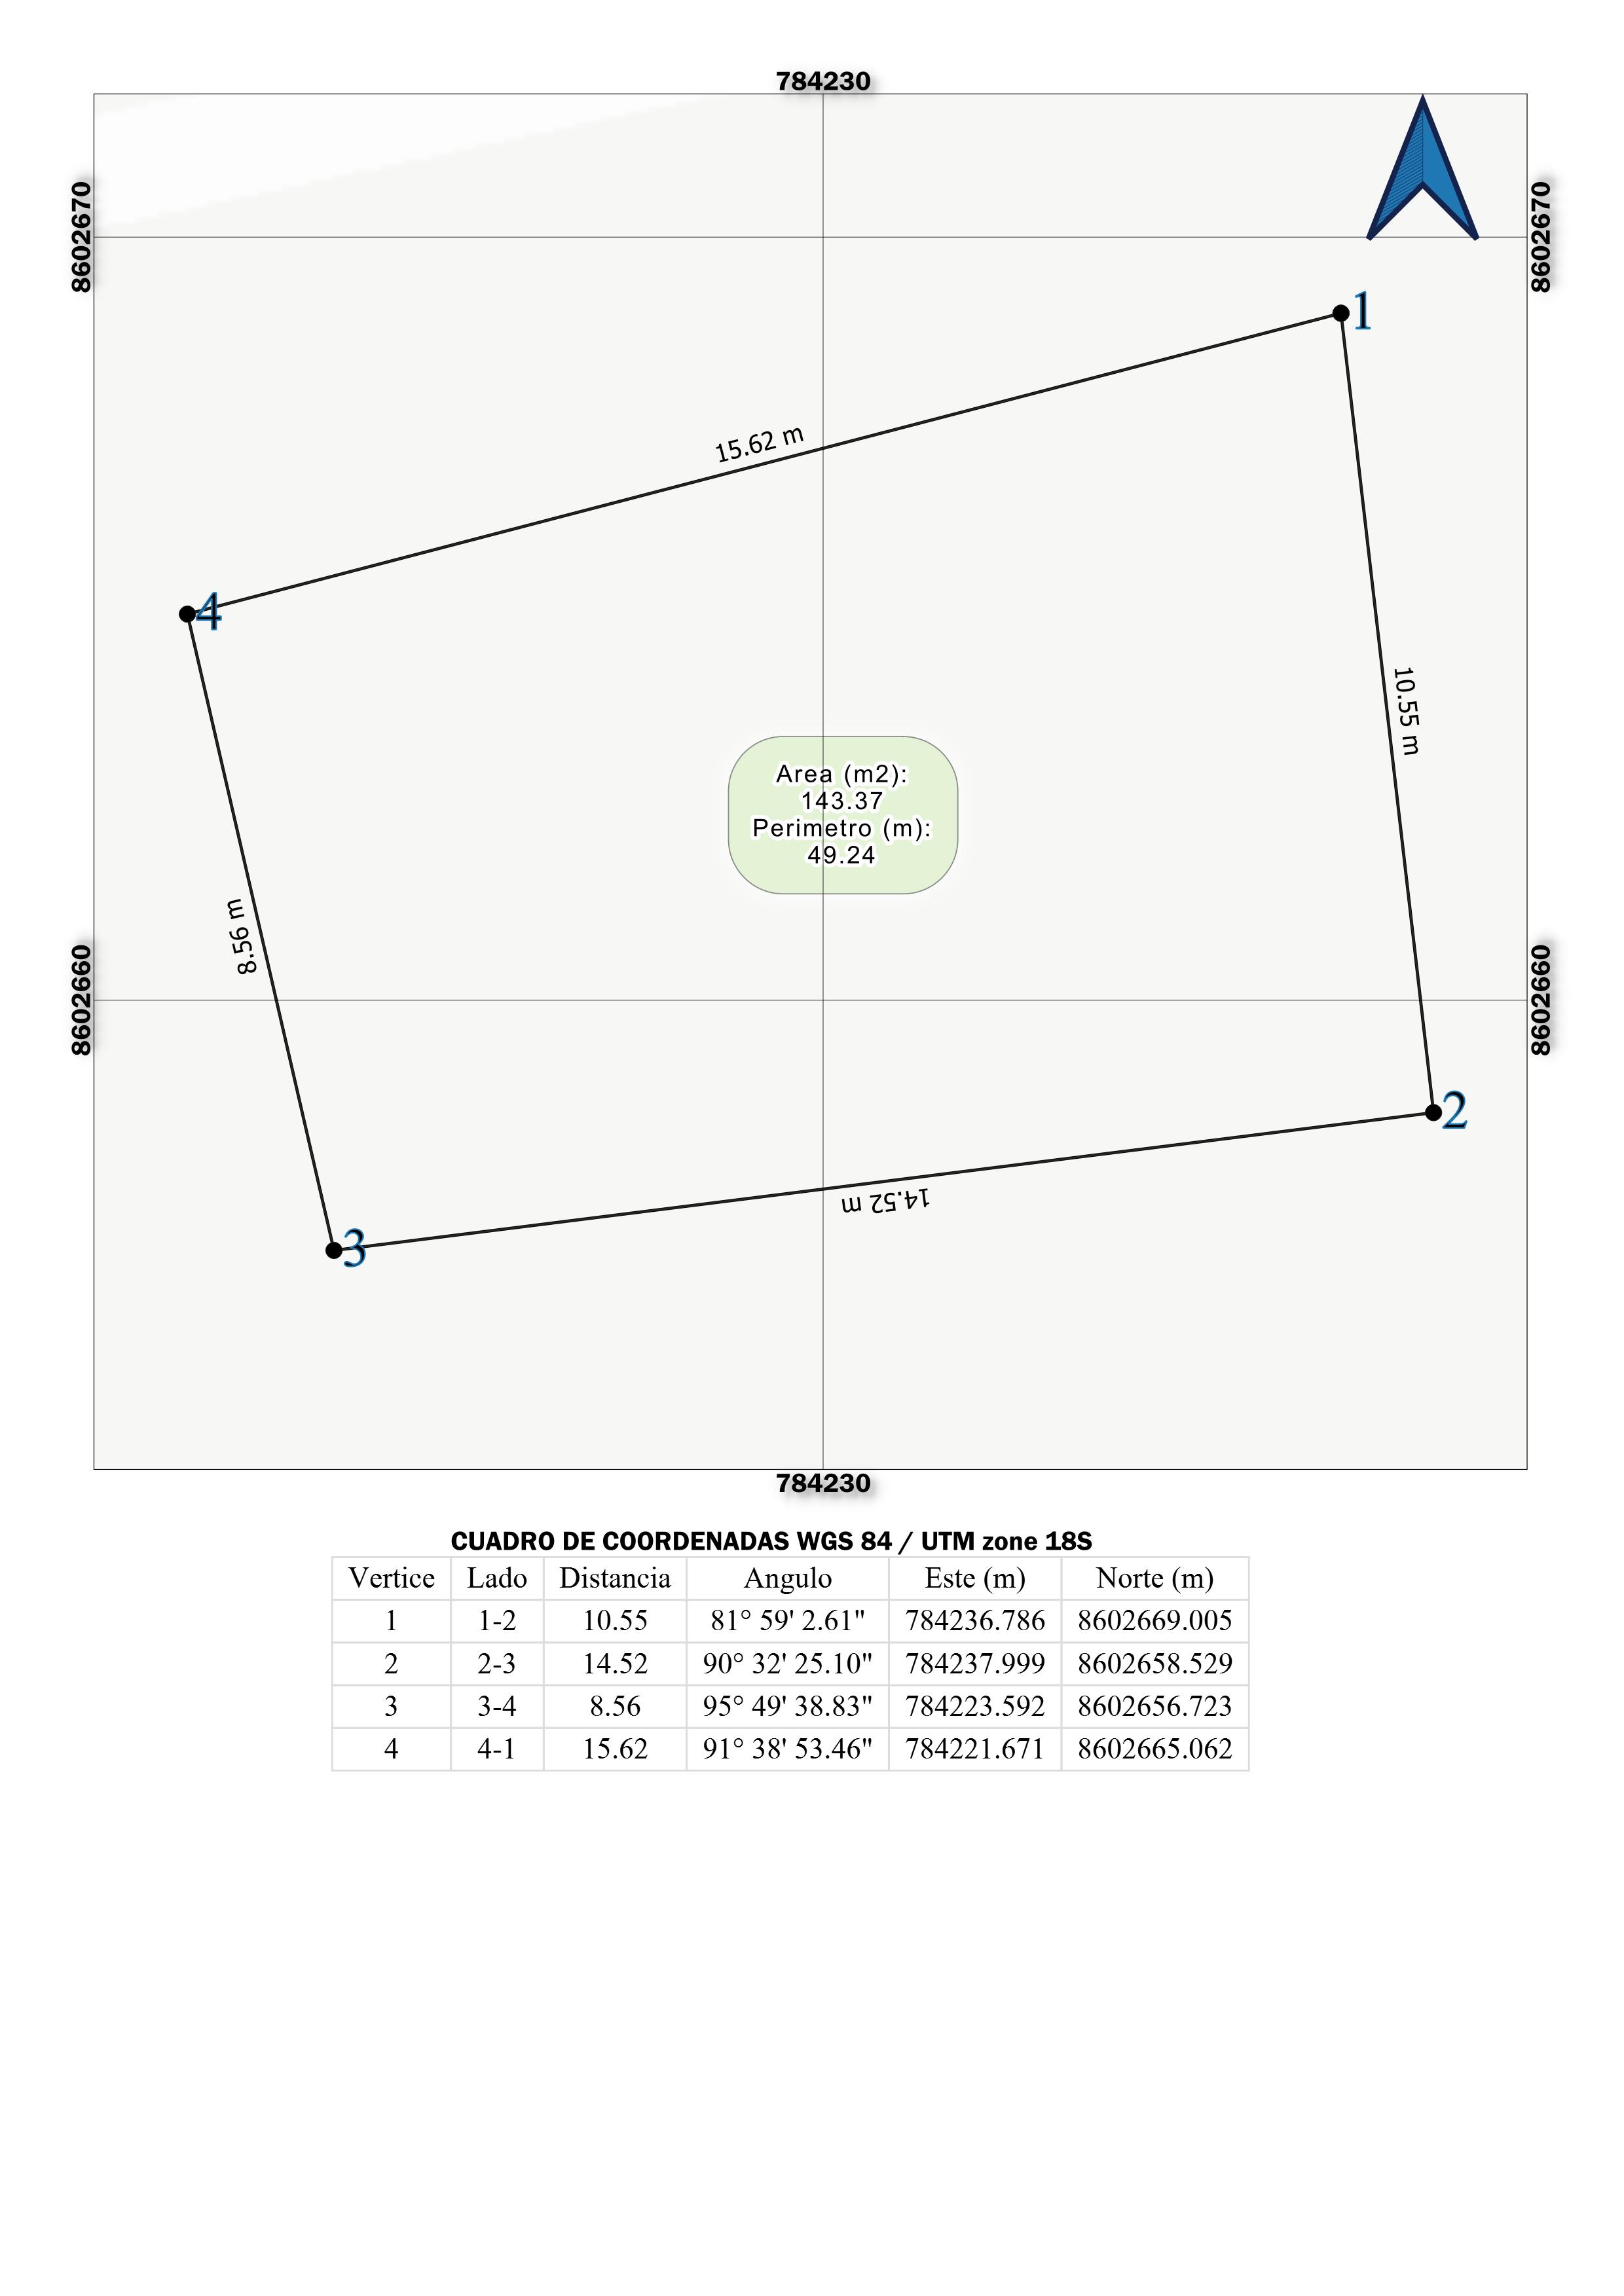 784230
8602670
8602670
1
15.62 m
4
10.55 m
Area (m2):
143.37
Perimetro (m):
49.24
8.56 m
8602660
8602660
2
14.52 m
3
784230
CUADRO DE COORDENADAS WGS 84 / UTM zone 18S
Vertice Lado Distancia Angulo Este (m) Norte (m)
1 1-2 10.55 81° 59' 2.61" 784236.786 8602669.005
2 2-3 14.52 90° 32' 25.10" 784237.999 8602658.529
3 3-4 8.56 95° 49' 38.83" 784223.592 8602656.723
4 4-1 15.62 91° 38' 53.46" 784221.671 8602665.062